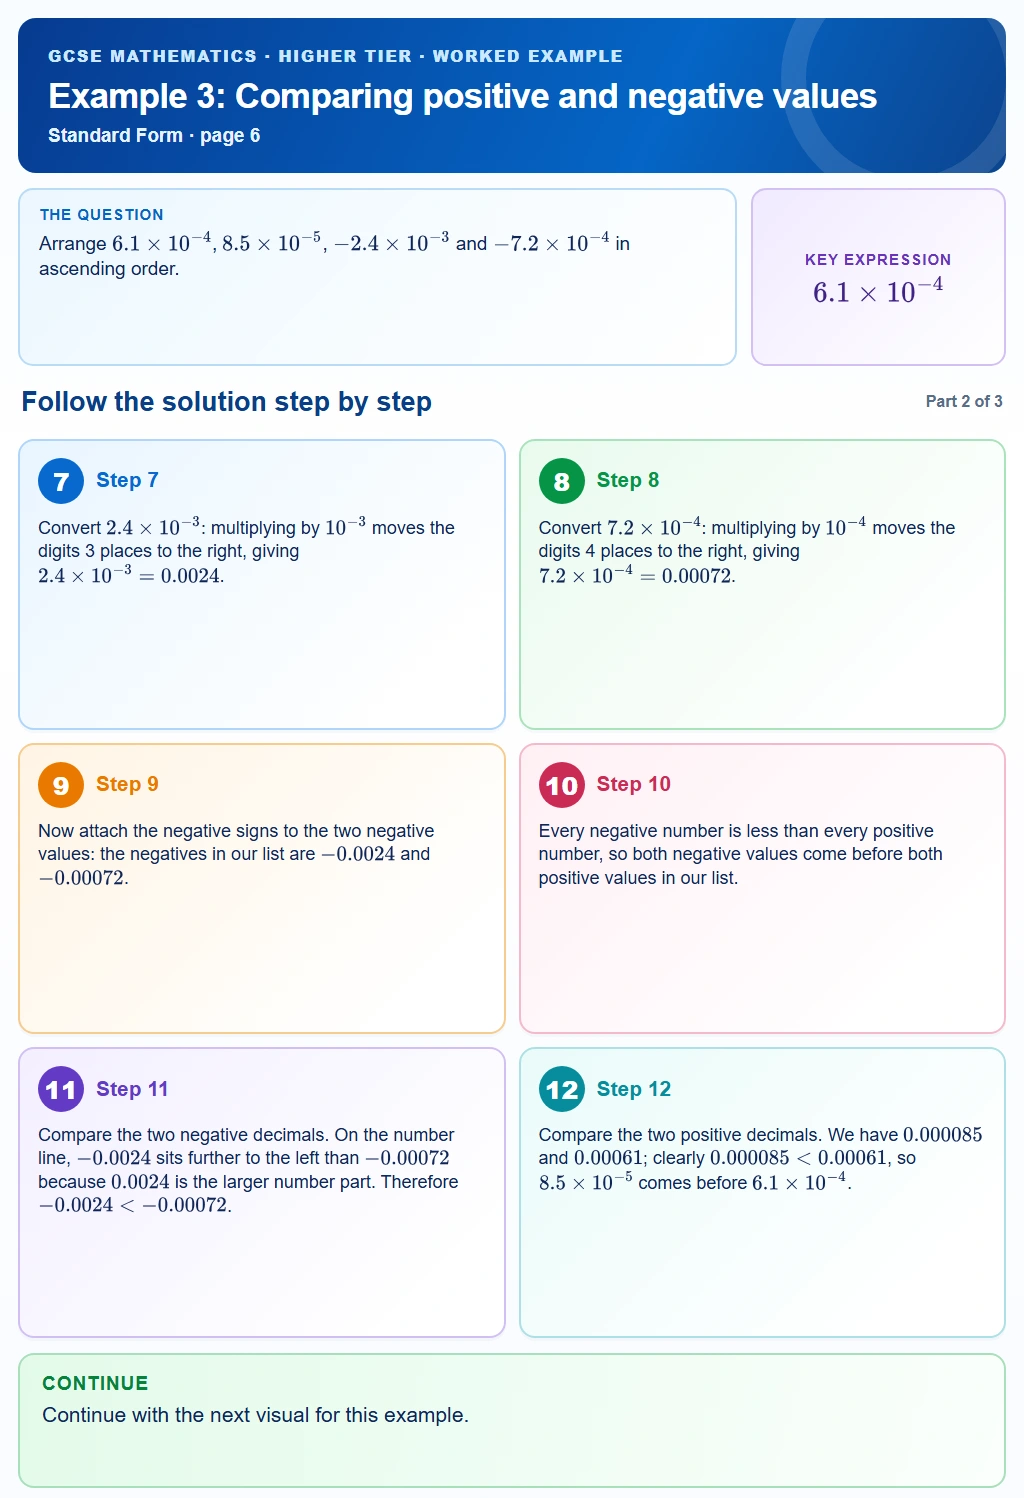 GCSE MATHEMATICS · HIGHER TIER · WORKED EXAMPLE
Example 3: Comparing positive and negative values
Standard Form · page 6
THE QUESTION
Arrange 6.1 × 10⁻⁴, 8.5 × 10⁻⁵, −2.4 × 10⁻³ and −7.2 × 10⁻⁴ in
ascending order.
KEY EXPRESSION
6.1 × 10⁻⁴
Follow the solution step by step
Part 2 of 3
7 Step 7
Convert 2.4 × 10⁻³: multiplying by 10⁻³ moves the
digits 3 places to the right, giving
2.4 × 10⁻³ = 0.0024.
8 Step 8
Convert 7.2 × 10⁻⁴: multiplying by 10⁻⁴ moves the
digits 4 places to the right, giving
7.2 × 10⁻⁴ = 0.00072.
9 Step 9
Now attach the negative signs to the two negative
values: the negatives in our list are −0.0024 and
−0.00072.
10 Step 10
Every negative number is less than every positive
number, so both negative values come before both
positive values in our list.
11 Step 11
Compare the two negative decimals. On the number
line, −0.0024 sits further to the left than −0.00072
because 0.0024 is the larger number part. Therefore
−0.0024 < −0.00072.
12 Step 12
Compare the two positive decimals. We have 0.000085
and 0.00061; clearly 0.000085 < 0.00061, so
8.5 × 10⁻⁵ comes before 6.1 × 10⁻⁴.
CONTINUE
Continue with the next visual for this example.